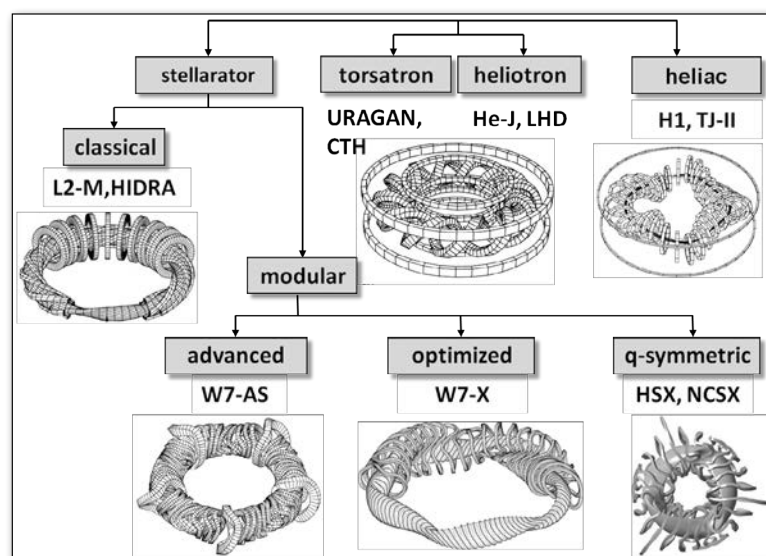 stellarator
torsatron
heliotron
heliac
URAGAN,
CTH
He-J, LHD
H1, TJ-II
classical
L2-M,HIDRA
modular
advanced
optimized
q-symmetric
W7-AS
W7-X
HSX, NCSX